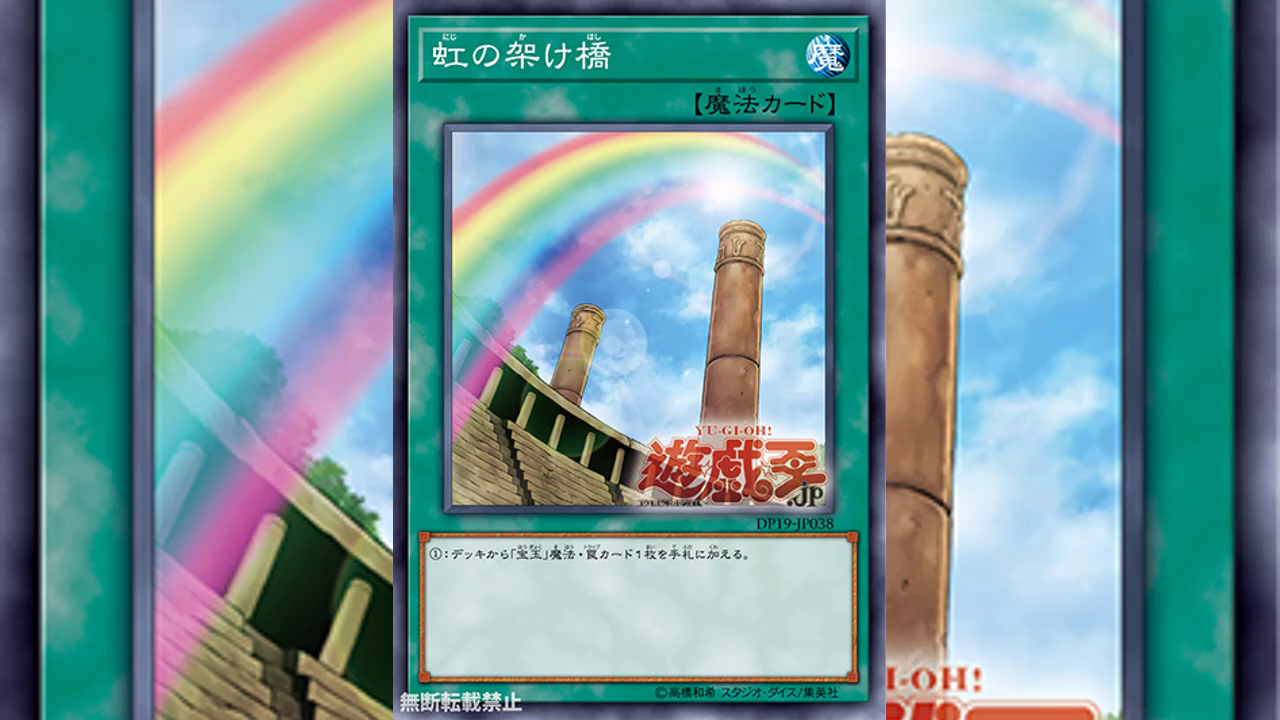 虹の架け橋
【魔法カード】
YU-GI-OH!
遊戯王
.jp
DP19-JP038
①:デッキから「宝玉」魔法・罠カード1枚を手札に加える。
©高橋和希 スタジオ・ダイス/集英社
無断転載禁止
I-OH!